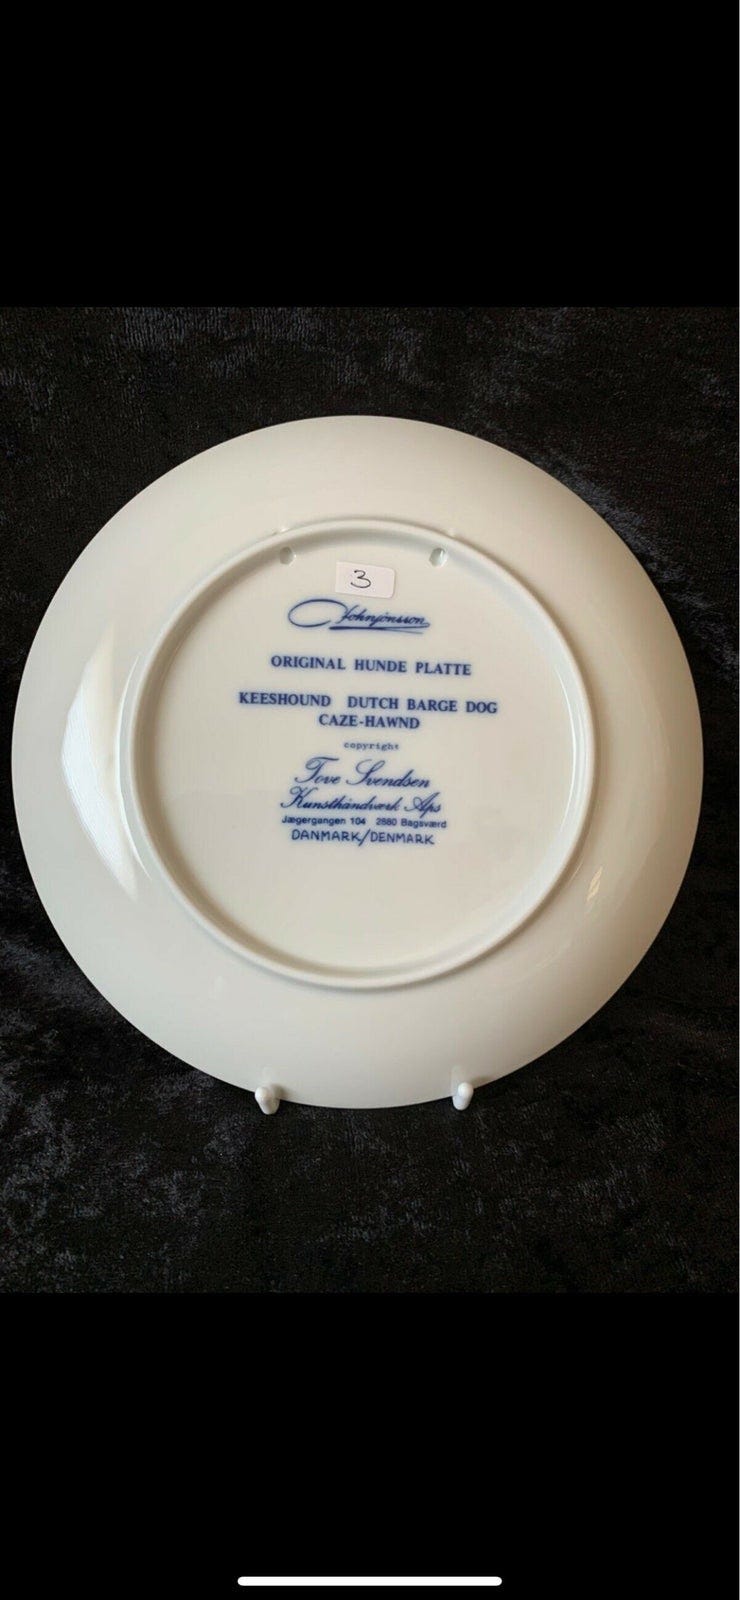 3
Johnjönsson
ORIGINAL HUNDE PLATTE
KEESHOUND DUTCH BARGE DOG
CAZE-HAWND
copyright
Tove Svendsen
Kunsthåndværk Aps
Jægergangen 104 2880 Bagsværd
DANMARK/DENMARK